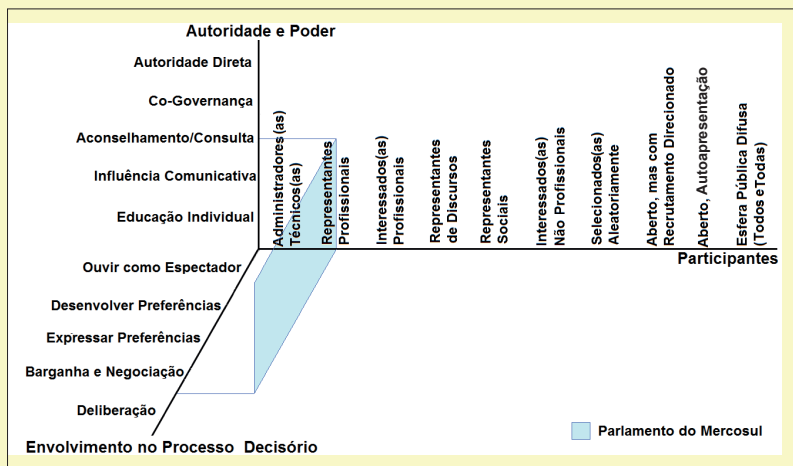 Autoridade e Poder
Autoridade Direta
Co-Governança
Aconselhamento/Consulta
Influência Comunicativa
Educação Individual
Administradores(as)
Técnicos(as)
Representantes
Profissionais
Interessados(as)
Profissionais
Representantes
de Discursos
Representantes
Sociais
Interessados(as)
Não Profissionais
Selecionados(as)
Aleatoriamente
Aberto, mas com
Recrutamento Direcionado
Aberto, Autoapresentação
Esfera Pública Difusa
(Todos e Todas)
Participantes
Ouvir como Espectador
Desenvolver Preferências
Expressar Preferências
Barganha e Negociação
Deliberação
Envolvimento no Processo Decisório
Parlamento do Mercosul